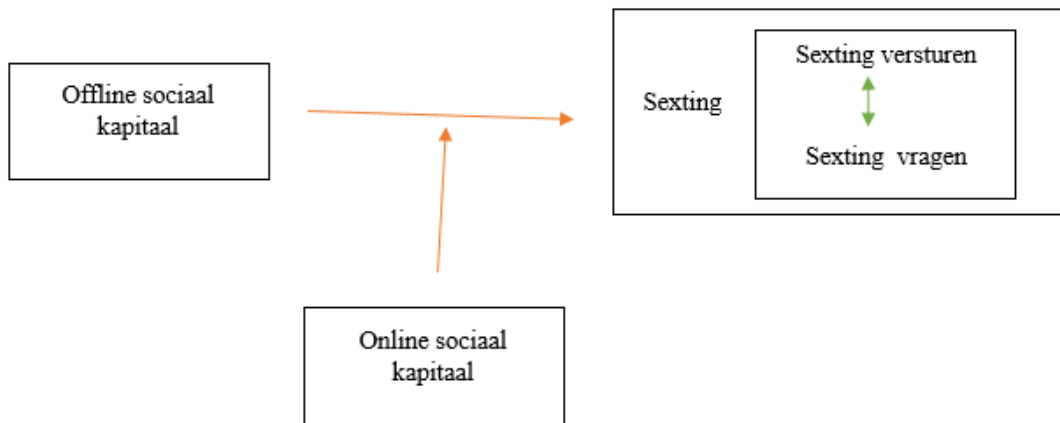 Offline sociaal
kapitaal
Sexting
Sexting versturen
Sexting vragen
Online sociaal
kapitaal